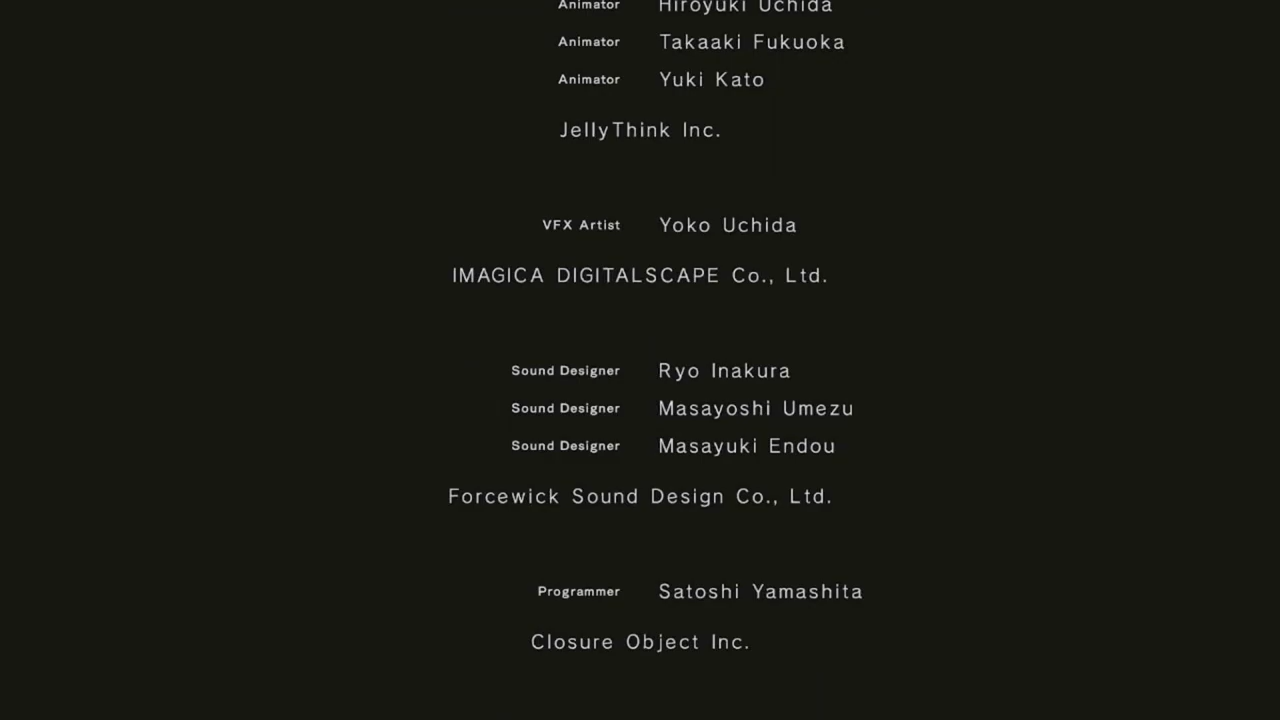 Animator Hiroyuki Uchida
Animator Takaaki Fukuoka
Animator Yuki Kato
JellyThink Inc.
VFX Artist Yoko Uchida
IMAGICA DIGITALSCAPE Co., Ltd.
Sound Designer Ryo Inakura
Sound Designer Masayoshi Umezu
Sound Designer Masayuki Endou
Forcewick Sound Design Co., Ltd.
Programmer Satoshi Yamashita
Closure Object Inc.